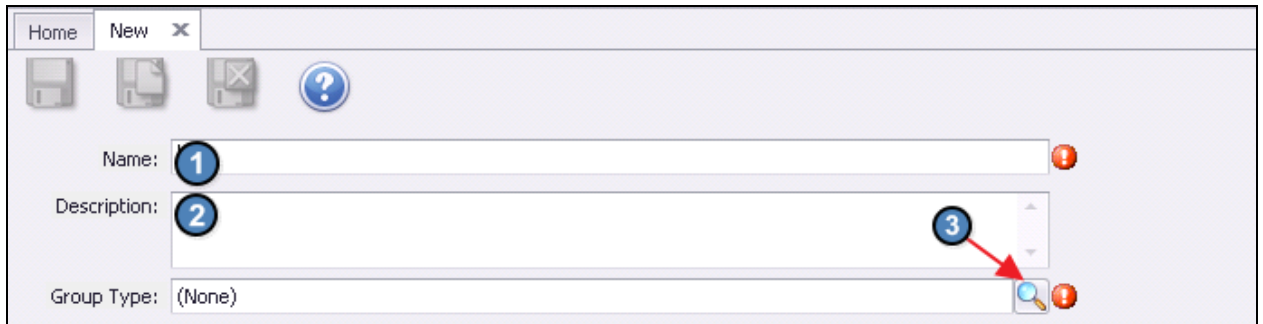 Home New
?
Name: 1 !
Description: 2
3
Group Type: (None) !